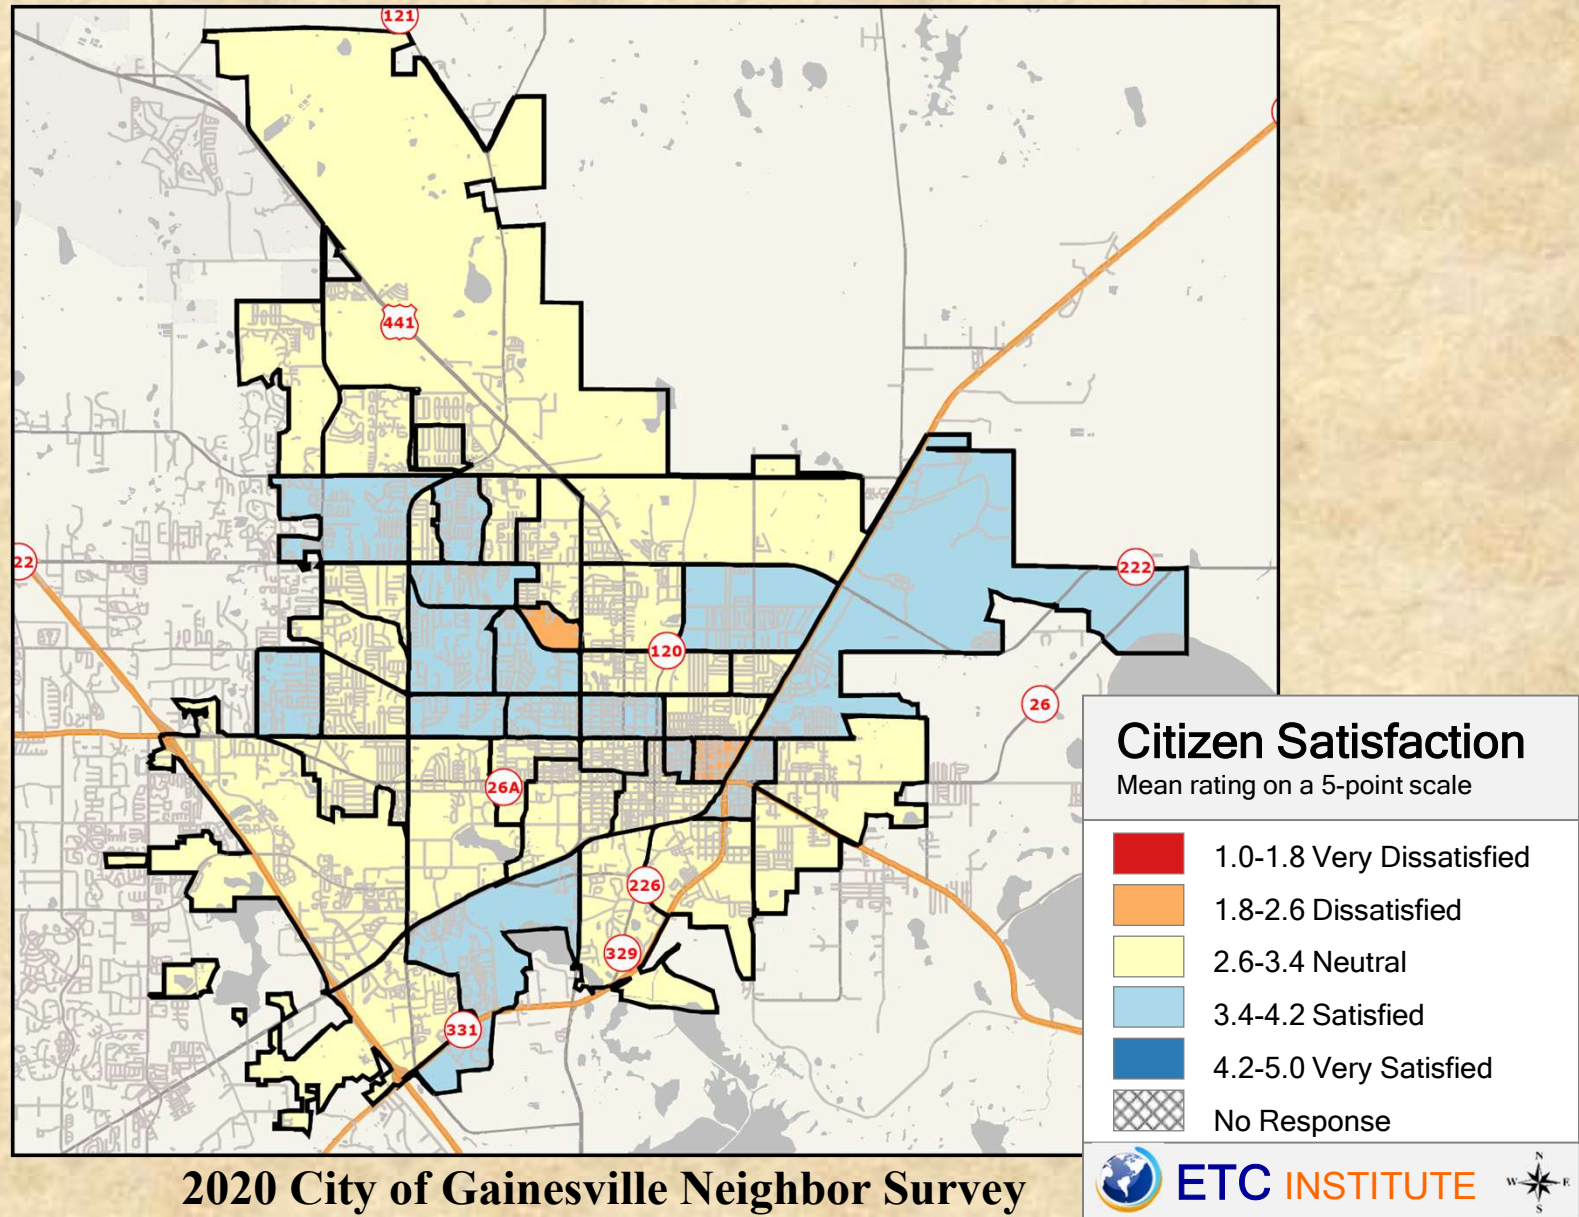 121
441
22
222
120
26
26A
226
329
331
Citizen Satisfaction
Mean rating on a 5-point scale
1.0-1.8 Very Dissatisfied
1.8-2.6 Dissatisfied
2.6-3.4 Neutral
3.4-4.2 Satisfied
4.2-5.0 Very Satisfied
No Response
ETC INSTITUTE
N
W E
S
2020 City of Gainesville Neighbor Survey